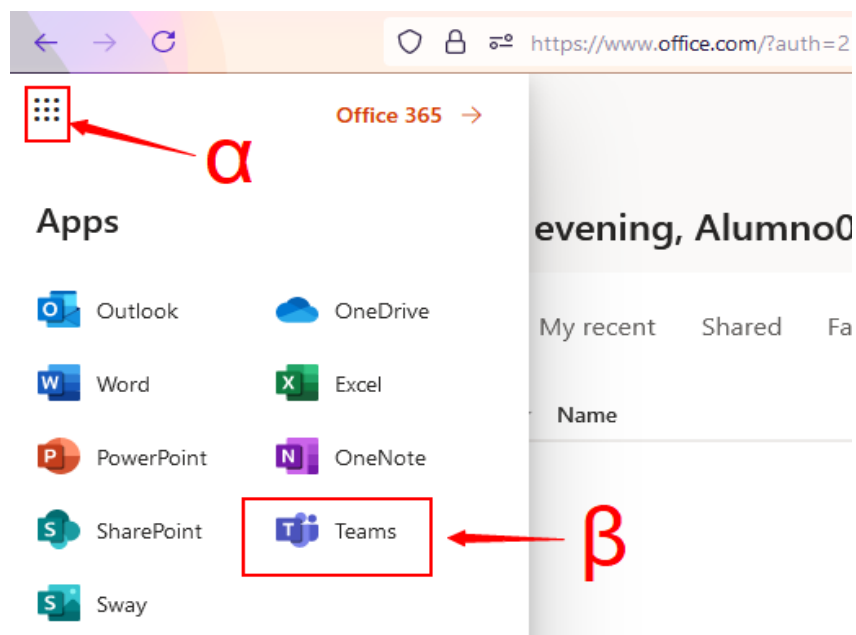 https://www.office.com/?auth=2
Office 365 →
α
Apps
evening, Alumno0
Outlook
OneDrive
My recent Shared Fa
Word
Excel
Name
PowerPoint
OneNote
SharePoint
Teams
β
Sway